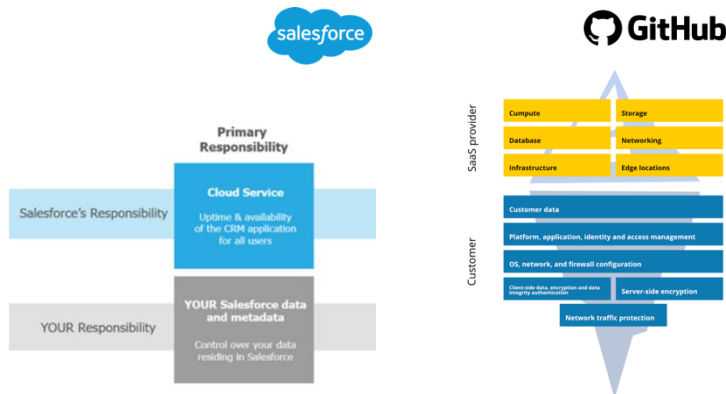 salesforce
Primary
Responsibility
Salesforce's Responsibility
Cloud Service
Uptime & availability
of the CRM application
for all users
YOUR Responsibility
YOUR Salesforce data
and metadata
Control over your data
residing in Salesforce
GitHub
SaaS provider
Cumpute
Storage
Database
Networking
Infrastructure
Edge locations
Customer
Customer data
Platform, application, identity and access management
OS, network, and firewall configuration
Client-side data, encryption and data
integrity authentication
Server-side encryption
Network traffic protection